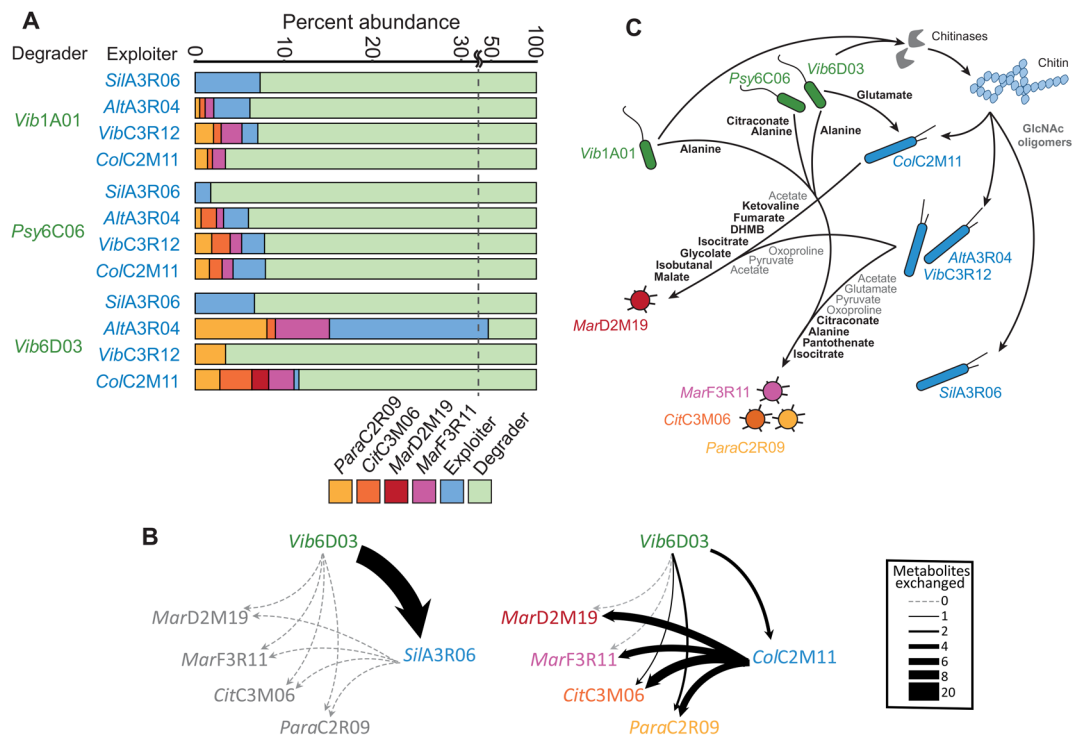 A
Percent abundance
Degrader
Exploiter
0
10
20
30
50
100
Vib1A01
SilA3R06
AltA3R04
VibC3R12
ColC2M11
Psy6C06
SilA3R06
AltA3R04
VibC3R12
ColC2M11
Vib6D03
SilA3R06
AltA3R04
VibC3R12
ColC2M11
ParaC2R09
CitC3M06
MarD2M19
MarF3R11
Exploiter
Degrader
C
Chitinases
Vib6D03
Psy6C06
Chitin
Glutamate
Citraconate
Alanine
Alanine
GlcNAc
oligomers
Vib1A01
Alanine
ColC2M11
Acetate
Ketovaline
Fumarate
DHMB
Isocitrate
Glycolate
Isobutanal
Malate
Oxoproline
Pyruvate
Acetate
AltA3R04
VibC3R12
Acetate
Glutamate
Pyruvate
Oxoproline
Citraconate
Alanine
Pantothenate
Isocitrate
MarD2M19
MarF3R11
CitC3M06
ParaC2R09
SilA3R06
B
Vib6D03
MarD2M19
SilA3R06
MarF3R11
CitC3M06
ParaC2R09
Vib6D03
MarD2M19
ColC2M11
MarF3R11
CitC3M06
ParaC2R09
Metabolites
exchanged
0
1
2
4
6
8
20